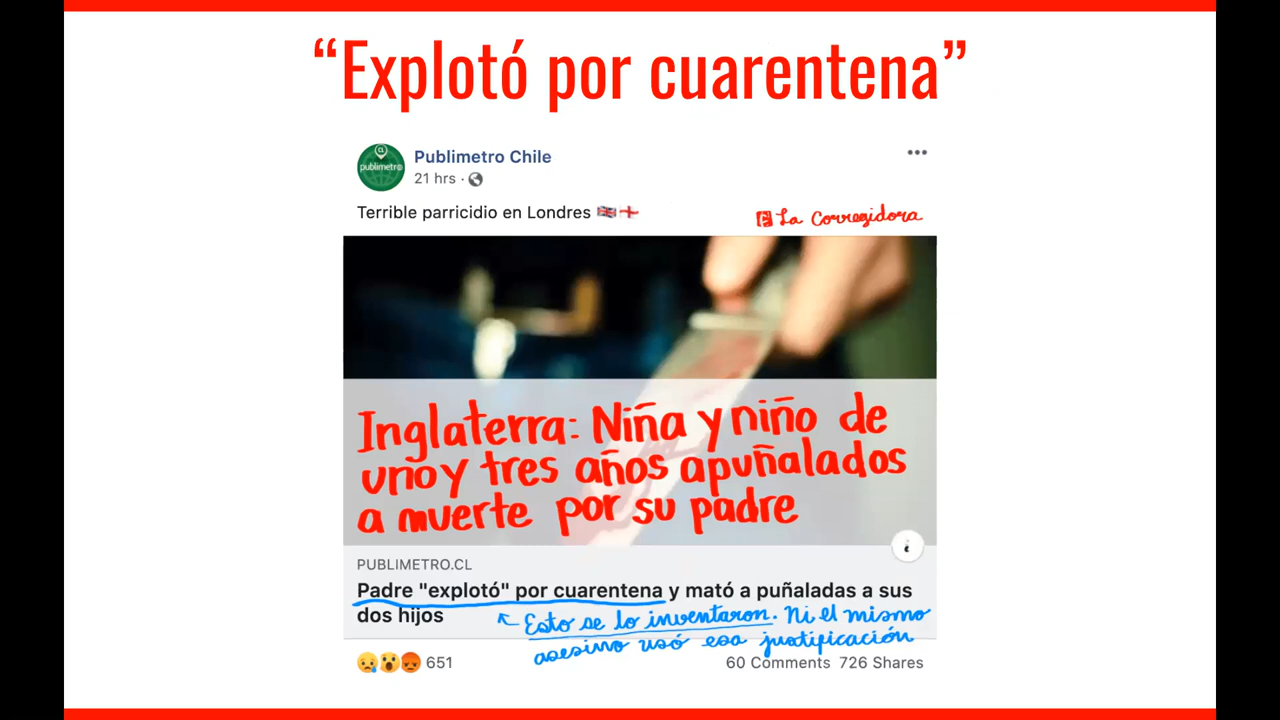 “Explotó por cuarentena”
Publimetro Chile
21 hrs ·
Terrible parricidio en Londres
La Corregidora
CL
publimetro
Inglaterra: Niña y niño de
uno y tres años apuñalados
a muerte por su padre
PUBLIMETRO.CL
Padre "explotó" por cuarentena y mató a puñaladas a sus
dos hijos
Esto se lo inventaron. Ni el mismo
asesino usó esa justificación
651
60 Comments 726 Shares